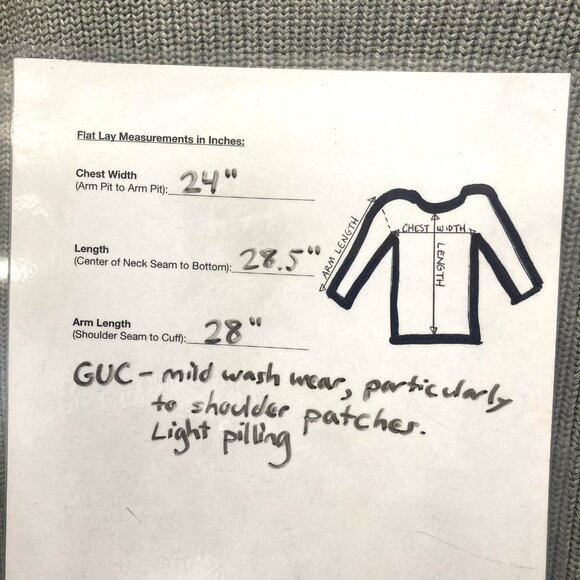 Flat Lay Measurements in Inches:
Chest Width
(Arm Pit to Arm Pit): 24"
Length
(Center of Neck Seam to Bottom): 28.5"
Arm Length
(Shoulder Seam to Cuff): 28"
GUC - mild wash wear, particularly
to shoulder patches.
Light pilling
ARM LENGTH
CHEST WIDTH
LENGTH